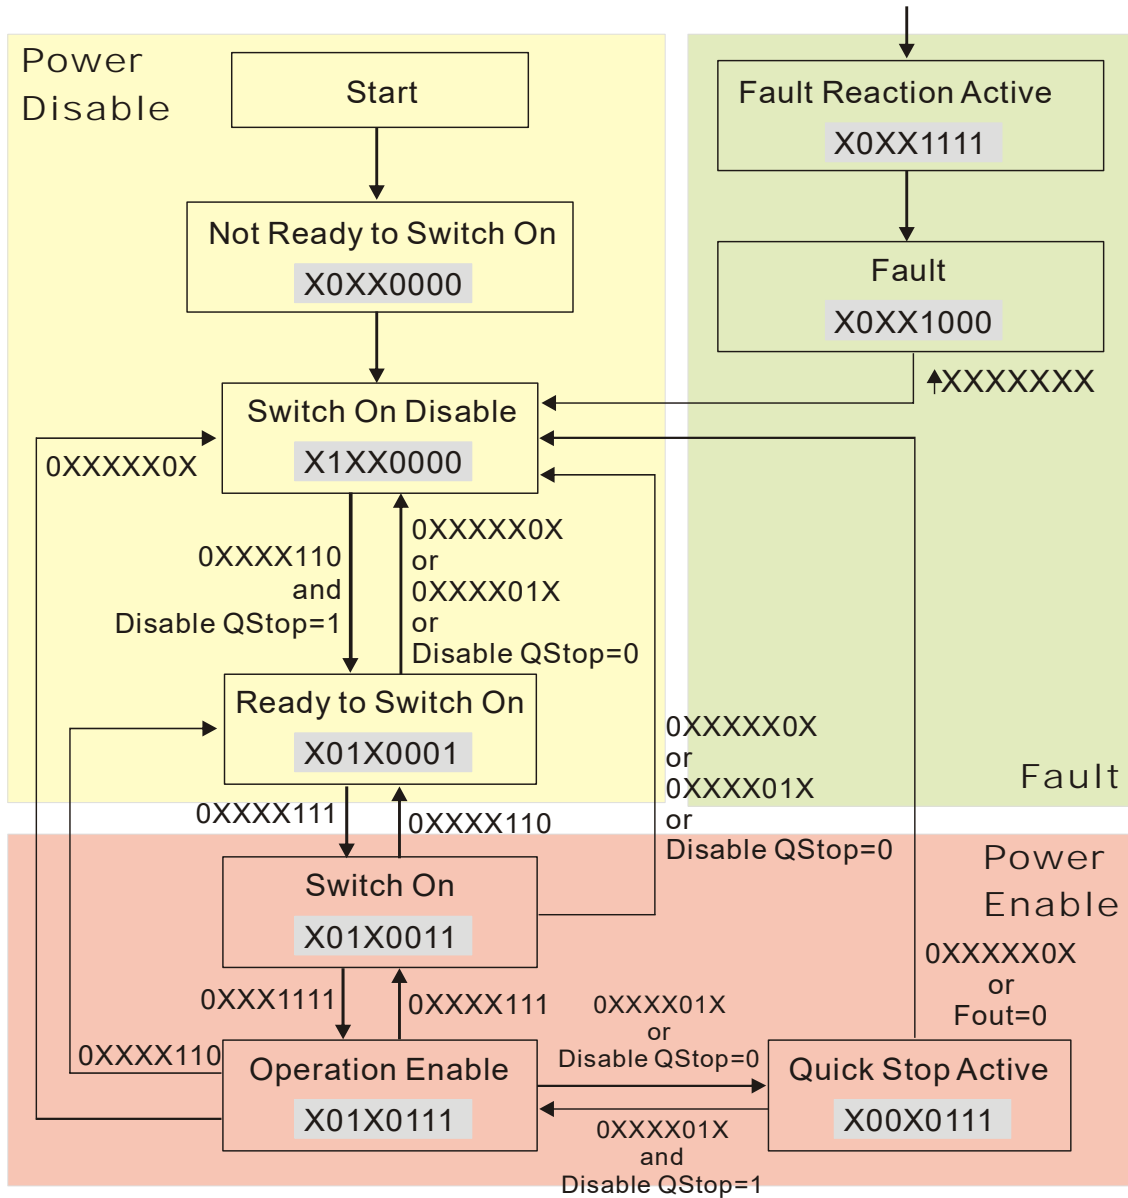 Power
Disable
Start
Not Ready to Switch On
X0XX0000
Switch On Disable
X1XX0000
0XXXXX0X
0XXXX110
and
Disable QStop=1
0XXXXX0X
or
0XXXX01X
or
Disable QStop=0
Ready to Switch On
X01X0001
Fault Reaction Active
X0XX1111
Fault
X0XX1000
XXXXXXX
Fault
0XXXXX0X
or
0XXXX01X
or
Disable QStop=0
0XXXX111
0XXXX110
Power
Enable
Switch On
X01X0011
0XXX1111
0XXXX111
0XXXX110
Operation Enable
X01X0111
0XXXX01X
or
Disable QStop=0
0XXXX01X
and
Disable QStop=1
0XXXXX0X
or
Fout=0
Quick Stop Active
X00X0111